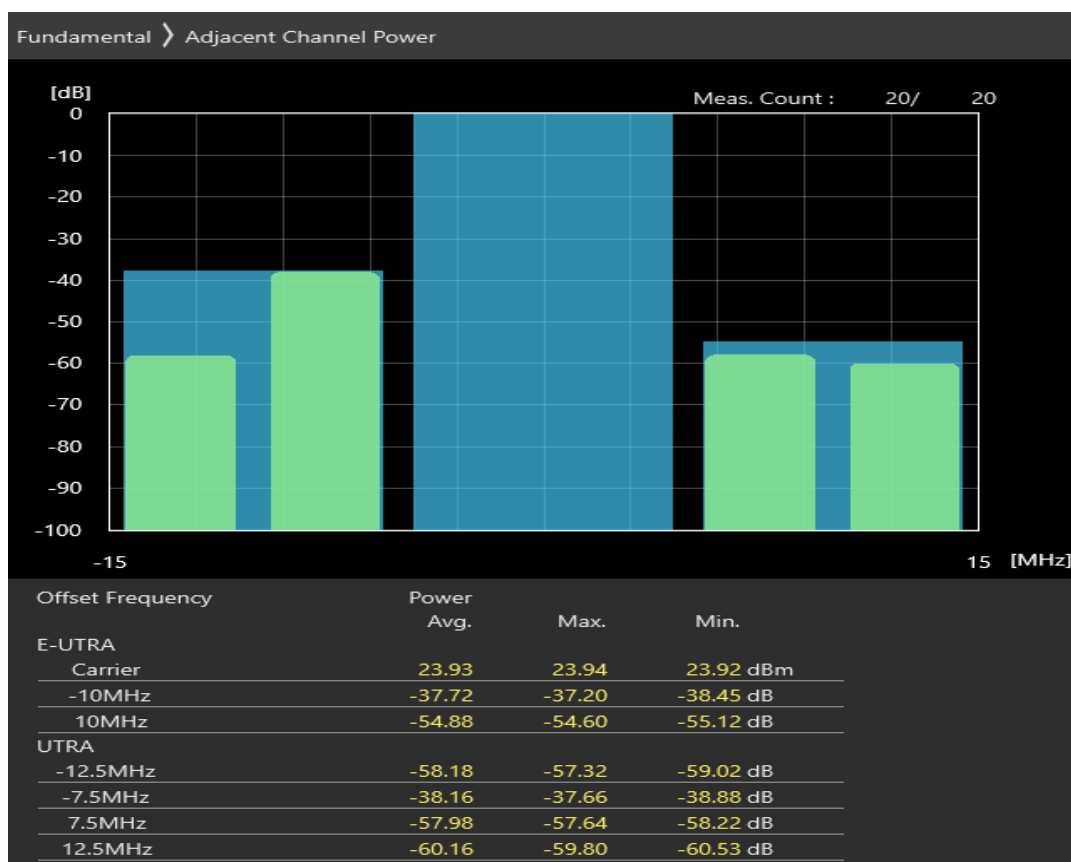 Fundamental ❯ Adjacent Channel Power
[dB]
Meas. Count : 20/ 20
0
-10
-20
-30
-40
-50
-60
-70
-80
-90
-100
-15 15 [MHz]
Offset Frequency Power
Avg. Max. Min.
E-UTRA
Carrier 23.93 23.94 23.92 dBm
-10MHz -37.72 -37.20 -38.45 dB
10MHz -54.88 -54.60 -55.12 dB
UTRA
-12.5MHz -58.18 -57.32 -59.02 dB
-7.5MHz -38.16 -37.66 -38.88 dB
7.5MHz -57.98 -57.64 -58.22 dB
12.5MHz -60.16 -59.80 -60.53 dB